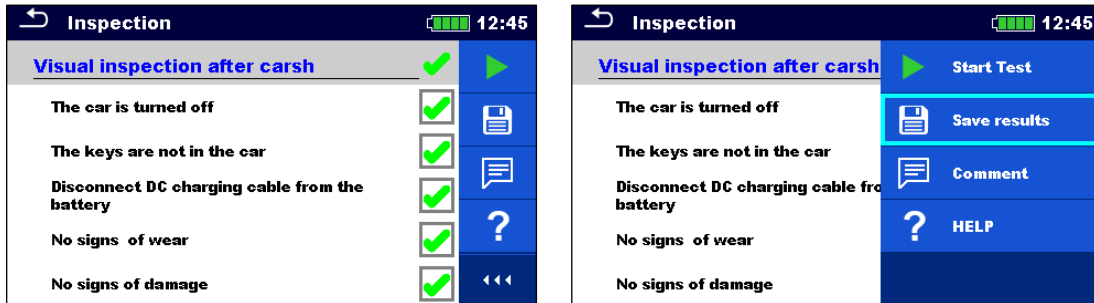 Inspection
12:45
Visual inspection after carsh
The car is turned off
The keys are not in the car
Disconnect DC charging cable from the
battery
No signs of wear
No signs of damage
?
Inspection
12:45
Visual inspection after carsh
The car is turned off
The keys are not in the car
Disconnect DC charging cable fro
battery
No signs of wear
No signs of damage
Start Test
Save results
Comment
? HELP